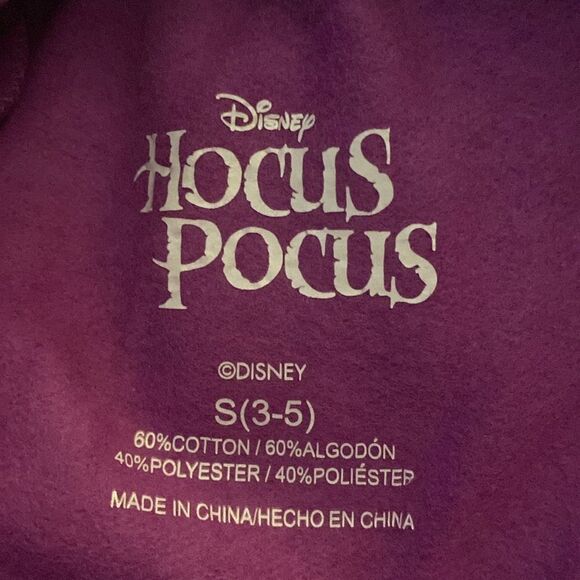 Disney
HOCUS
POCUS
©DISNEY
S(3-5)
60%COTTON / 60%ALGODÓN
40%POLYESTER / 40%POLIÉSTER
MADE IN CHINA/HECHO EN CHINA